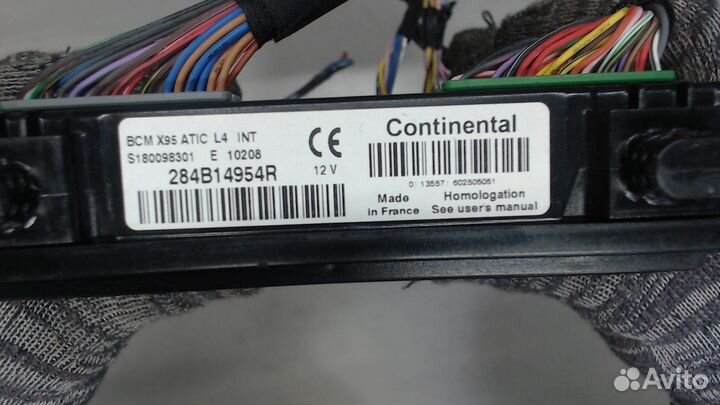 BCM X95 ATIC L4 INT
S180098301 E 10208
284B14954R
CE
12 V
Continental
0 / 13557 / 602505051
Made in France
Homologation
See user's manual
Avito